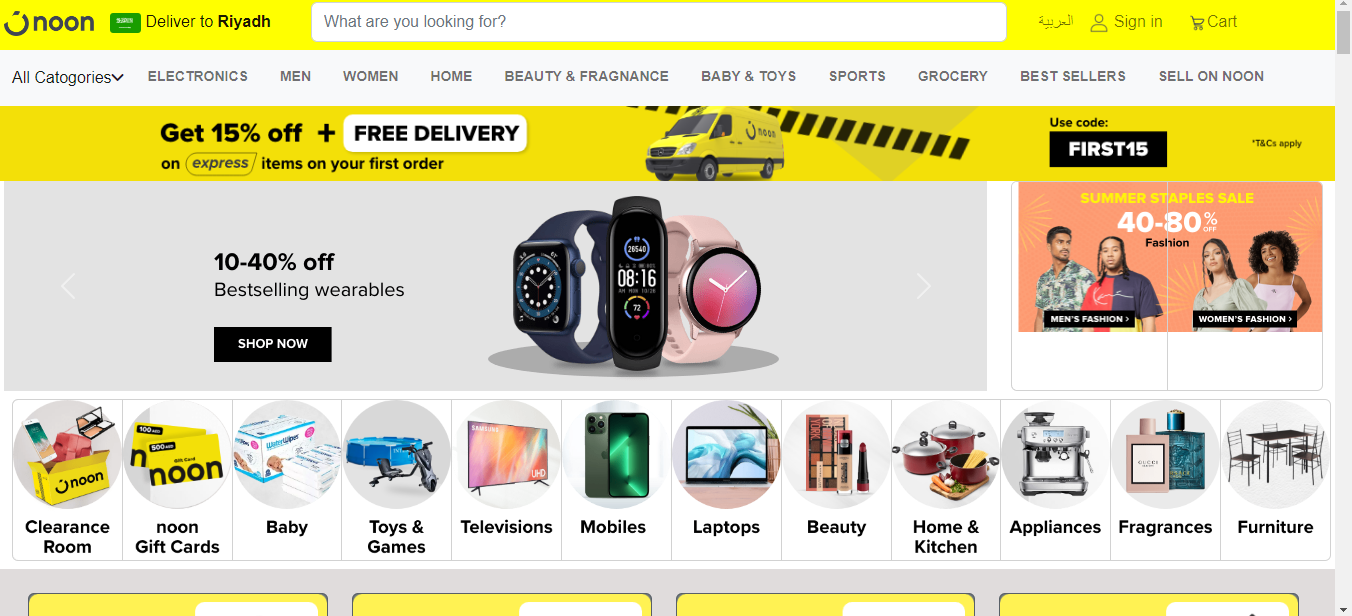 noon
Deliver to Riyadh
What are you looking for?
العربية
Sign in
Cart
All Catogories
ELECTRONICS
MEN
WOMEN
HOME
BEAUTY & FRAGNANCE
BABY & TOYS
SPORTS
GROCERY
BEST SELLERS
SELL ON NOON
Get 15% off + FREE DELIVERY
on express items on your first order
noon
Use code:
FIRST15
*T&Cs apply
10-40% off
Bestselling wearables
SHOP NOW
26540
08:16
72
SUMMER STAPLES SALE
40-80% OFF
Fashion
MEN'S FASHION >
WOMEN'S FASHION >
noon
100 AED
500 AED
Gift Card
noon
WaterWipes
SAMSUNG
UHD
GUCCI
Clearance Room
noon Gift Cards
Baby
Toys & Games
Televisions
Mobiles
Laptops
Beauty
Home & Kitchen
Appliances
Fragrances
Furniture